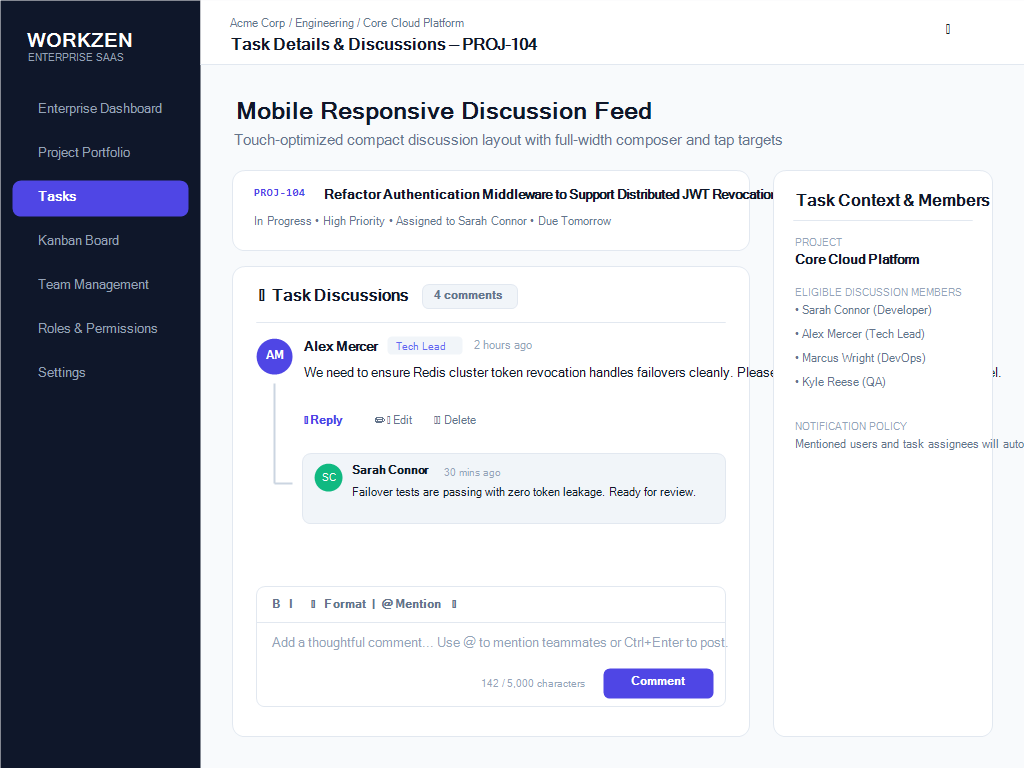 WORKZEN
ENTERPRISE SAAS
Enterprise Dashboard
Project Portfolio
Tasks
Kanban Board
Team Management
Roles & Permissions
Settings
Acme Corp / Engineering / Core Cloud Platform
Task Details & Discussions — PROJ-104
Mobile Responsive Discussion Feed
Touch-optimized compact discussion layout with full-width composer and tap targets
PROJ-104 Refactor Authentication Middleware to Support Distributed JWT Revocation
In Progress • High Priority • Assigned to Sarah Connor • Due Tomorrow
Task Discussions 4 comments
AM Alex Mercer Tech Lead 2 hours ago
We need to ensure Redis cluster token revocation handles failovers cleanly. Please
Reply Edit Delete
SC Sarah Connor 30 mins ago
Failover tests are passing with zero token leakage. Ready for review.
B I Format | @ Mention
Add a thoughtful comment... Use @ to mention teammates or Ctrl+Enter to post.
142 / 5,000 characters Comment
Task Context & Members
PROJECT
Core Cloud Platform
ELIGIBLE DISCUSSION MEMBERS
• Sarah Connor (Developer)
• Alex Mercer (Tech Lead)
• Marcus Wright (DevOps)
• Kyle Reese (QA)
NOTIFICATION POLICY
Mentioned users and task assignees will auto